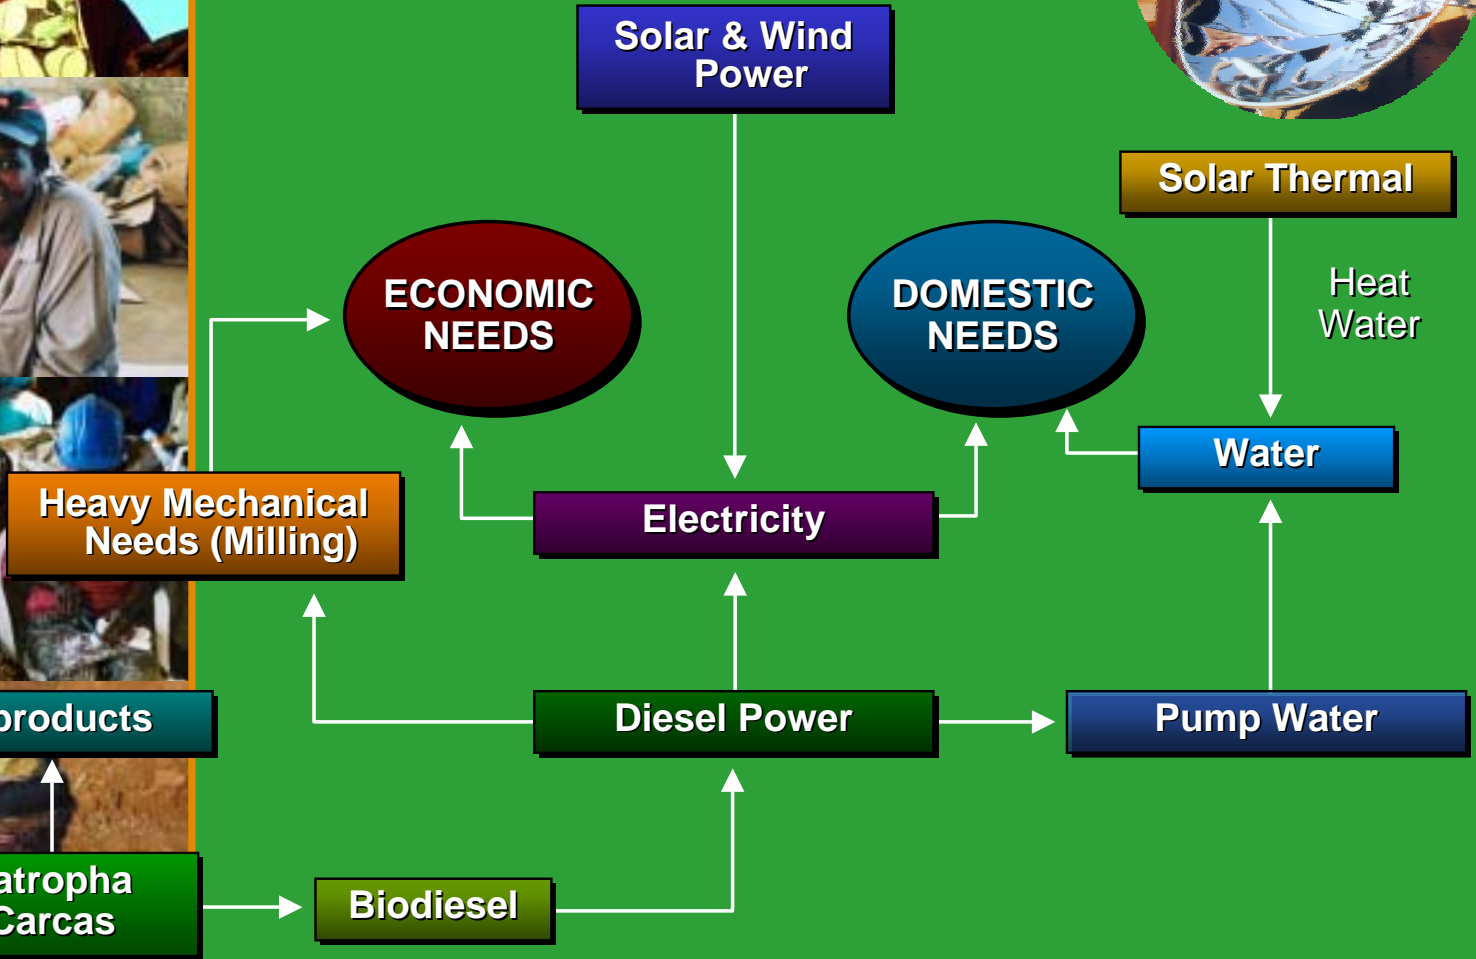 Solar & Wind
Power
Solar Thermal
Heat
Water
ECONOMIC
NEEDS
DOMESTIC
NEEDS
Water
Heavy Mechanical
Needs (Milling)
Electricity
products
Diesel Power
Pump Water
atropha
Carcas
Biodiesel